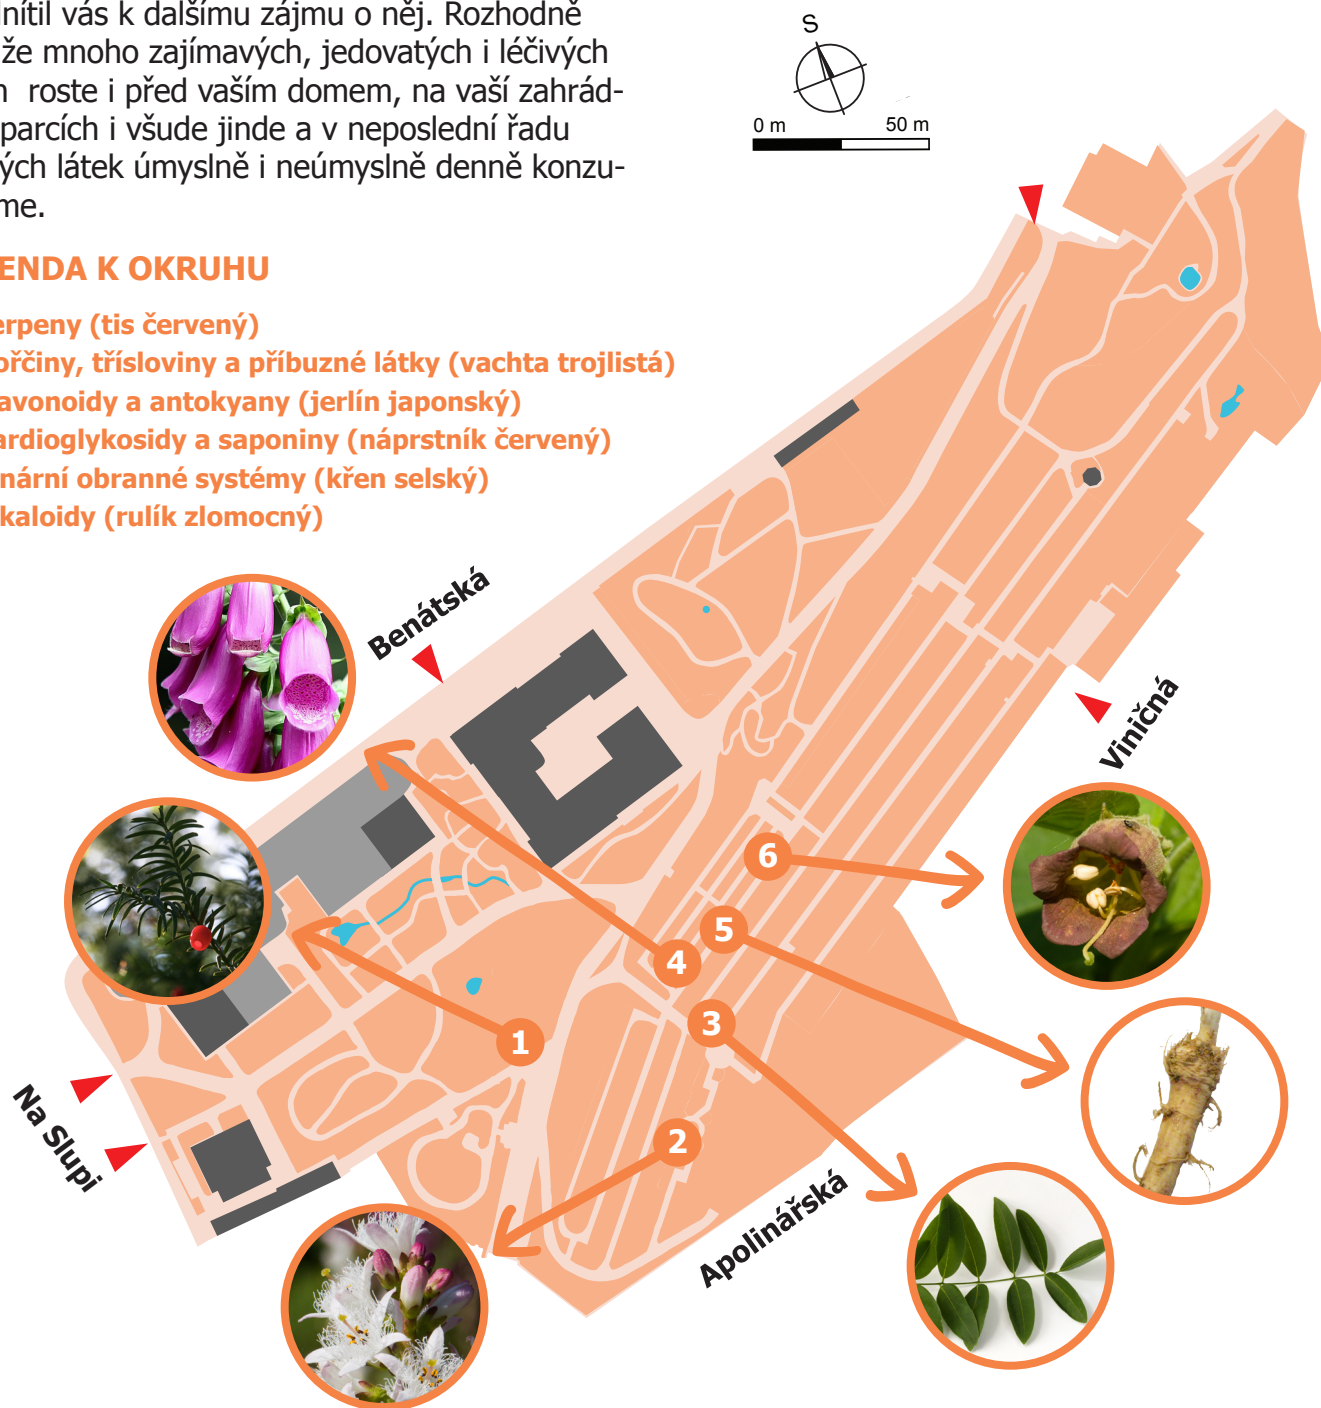 dnítil vás k dalšímu zájmu o něj. Rozhodně
že mnoho zajímavých, jedovatých i léčivých
roste i před vaším domem, na vaší zahrád-
parcích i všude jinde a v neposlední řadu
ých látek úmyslně i neúmyslně denně konzu-
me.
ENDA K OKRUHU
erpeny (tis červený)
ořčiny, třísloviny a příbuzné látky (vachta trojlistá)
avonoidy a antokyany (jerlín japonský)
ardioglykosidy a saponiny (náprstník červený)
nární obranné systémy (křen selský)
kaloidy (rulík zlomocný)
S
0 m 50 m
Benátská
Viničná
6
5
4
3
1
2
Na Slupi
Apolinářská